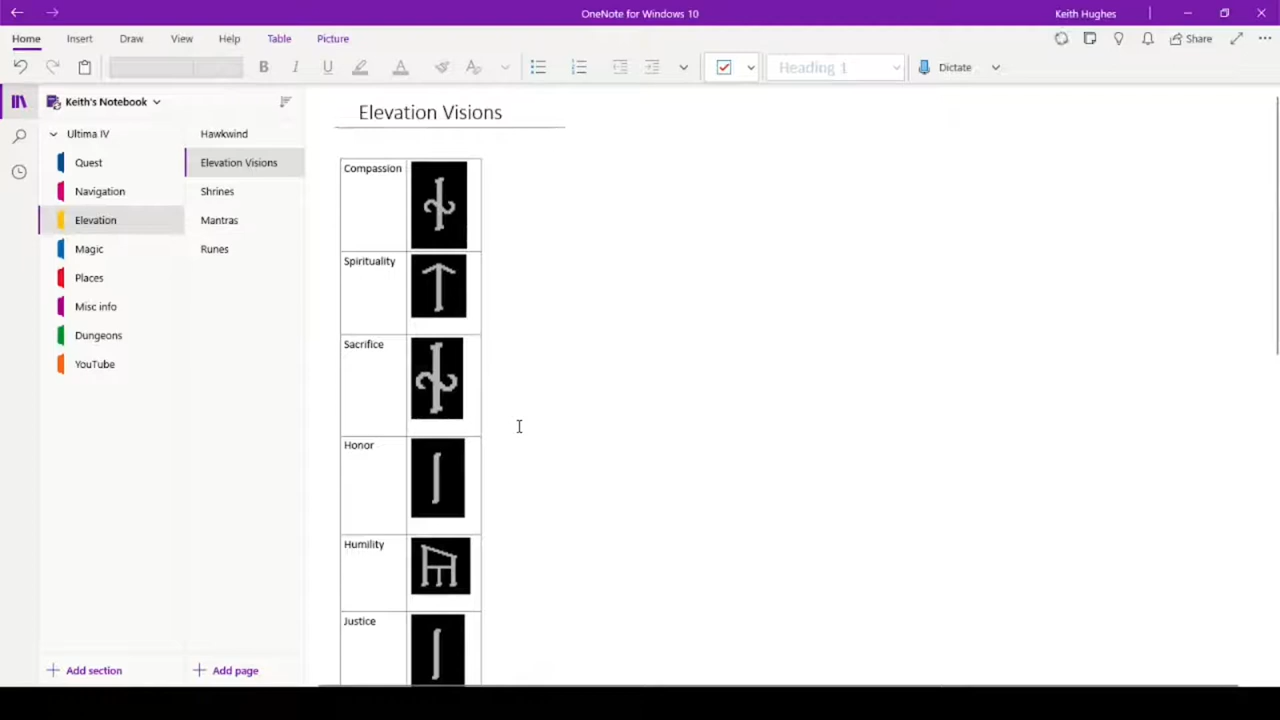 OneNote for Windows 10
Keith Hughes
Home Insert Draw View Help Table Picture
Share
B I U A Heading 1 Dictate
Keith's Notebook
Ultima IV
Quest
Navigation
Elevation
Magic
Places
Misc info
Dungeons
YouTube
Add section
Hawkwind
Elevation Visions
Shrines
Mantras
Runes
Add page
Elevation Visions
Compassion
Spirituality
Sacrifice
Honor
Humility
Justice